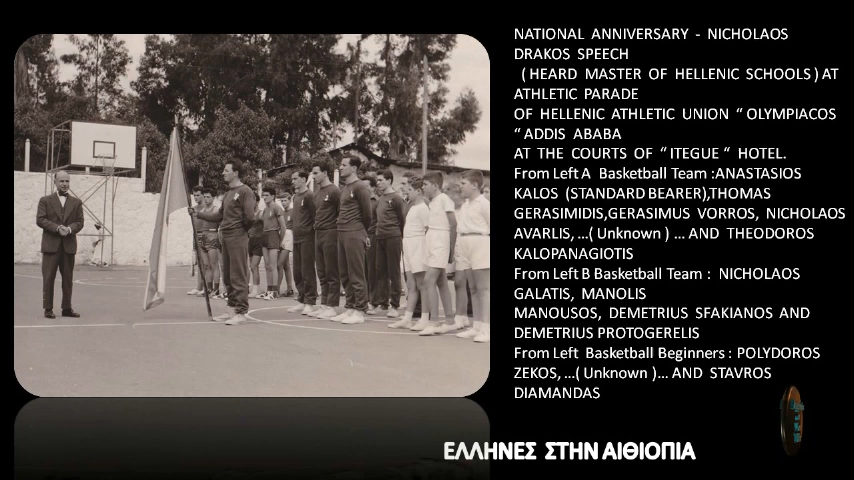 NATIONAL ANNIVERSARY - NICHOLAOS
DRAKOS SPEECH
( HEARD MASTER OF HELLENIC SCHOOLS ) AT
ATHLETIC PARADE
OF HELLENIC ATHLETIC UNION “ OLYMPIACOS
“ ADDIS ABABA
AT THE COURTS OF “ ITEGUE “ HOTEL.
From Left A Basketball Team :ANASTASIOS
KALOS (STANDARD BEARER),THOMAS
GERASIMIDIS,GERASIMUS VORROS, NICHOLAOS
AVARLIS, ...( Unknown ) ... AND THEODOROS
KALOPANAGIOTIS
From Left B Basketball Team : NICHOLAOS
GALATIS, MANOLIS
MANOUSOS, DEMETRIUS SFAKIANOS AND
DEMETRIUS PROTOGERELIS
From Left Basketball Beginners : POLYDOROS
ZEKOS, ...( Unknown )... AND STAVROS
DIAMANDAS
ΕΛΛΗΝΕΣ ΣΤΗΝ ΑΙΘΙΟΠΙΑ